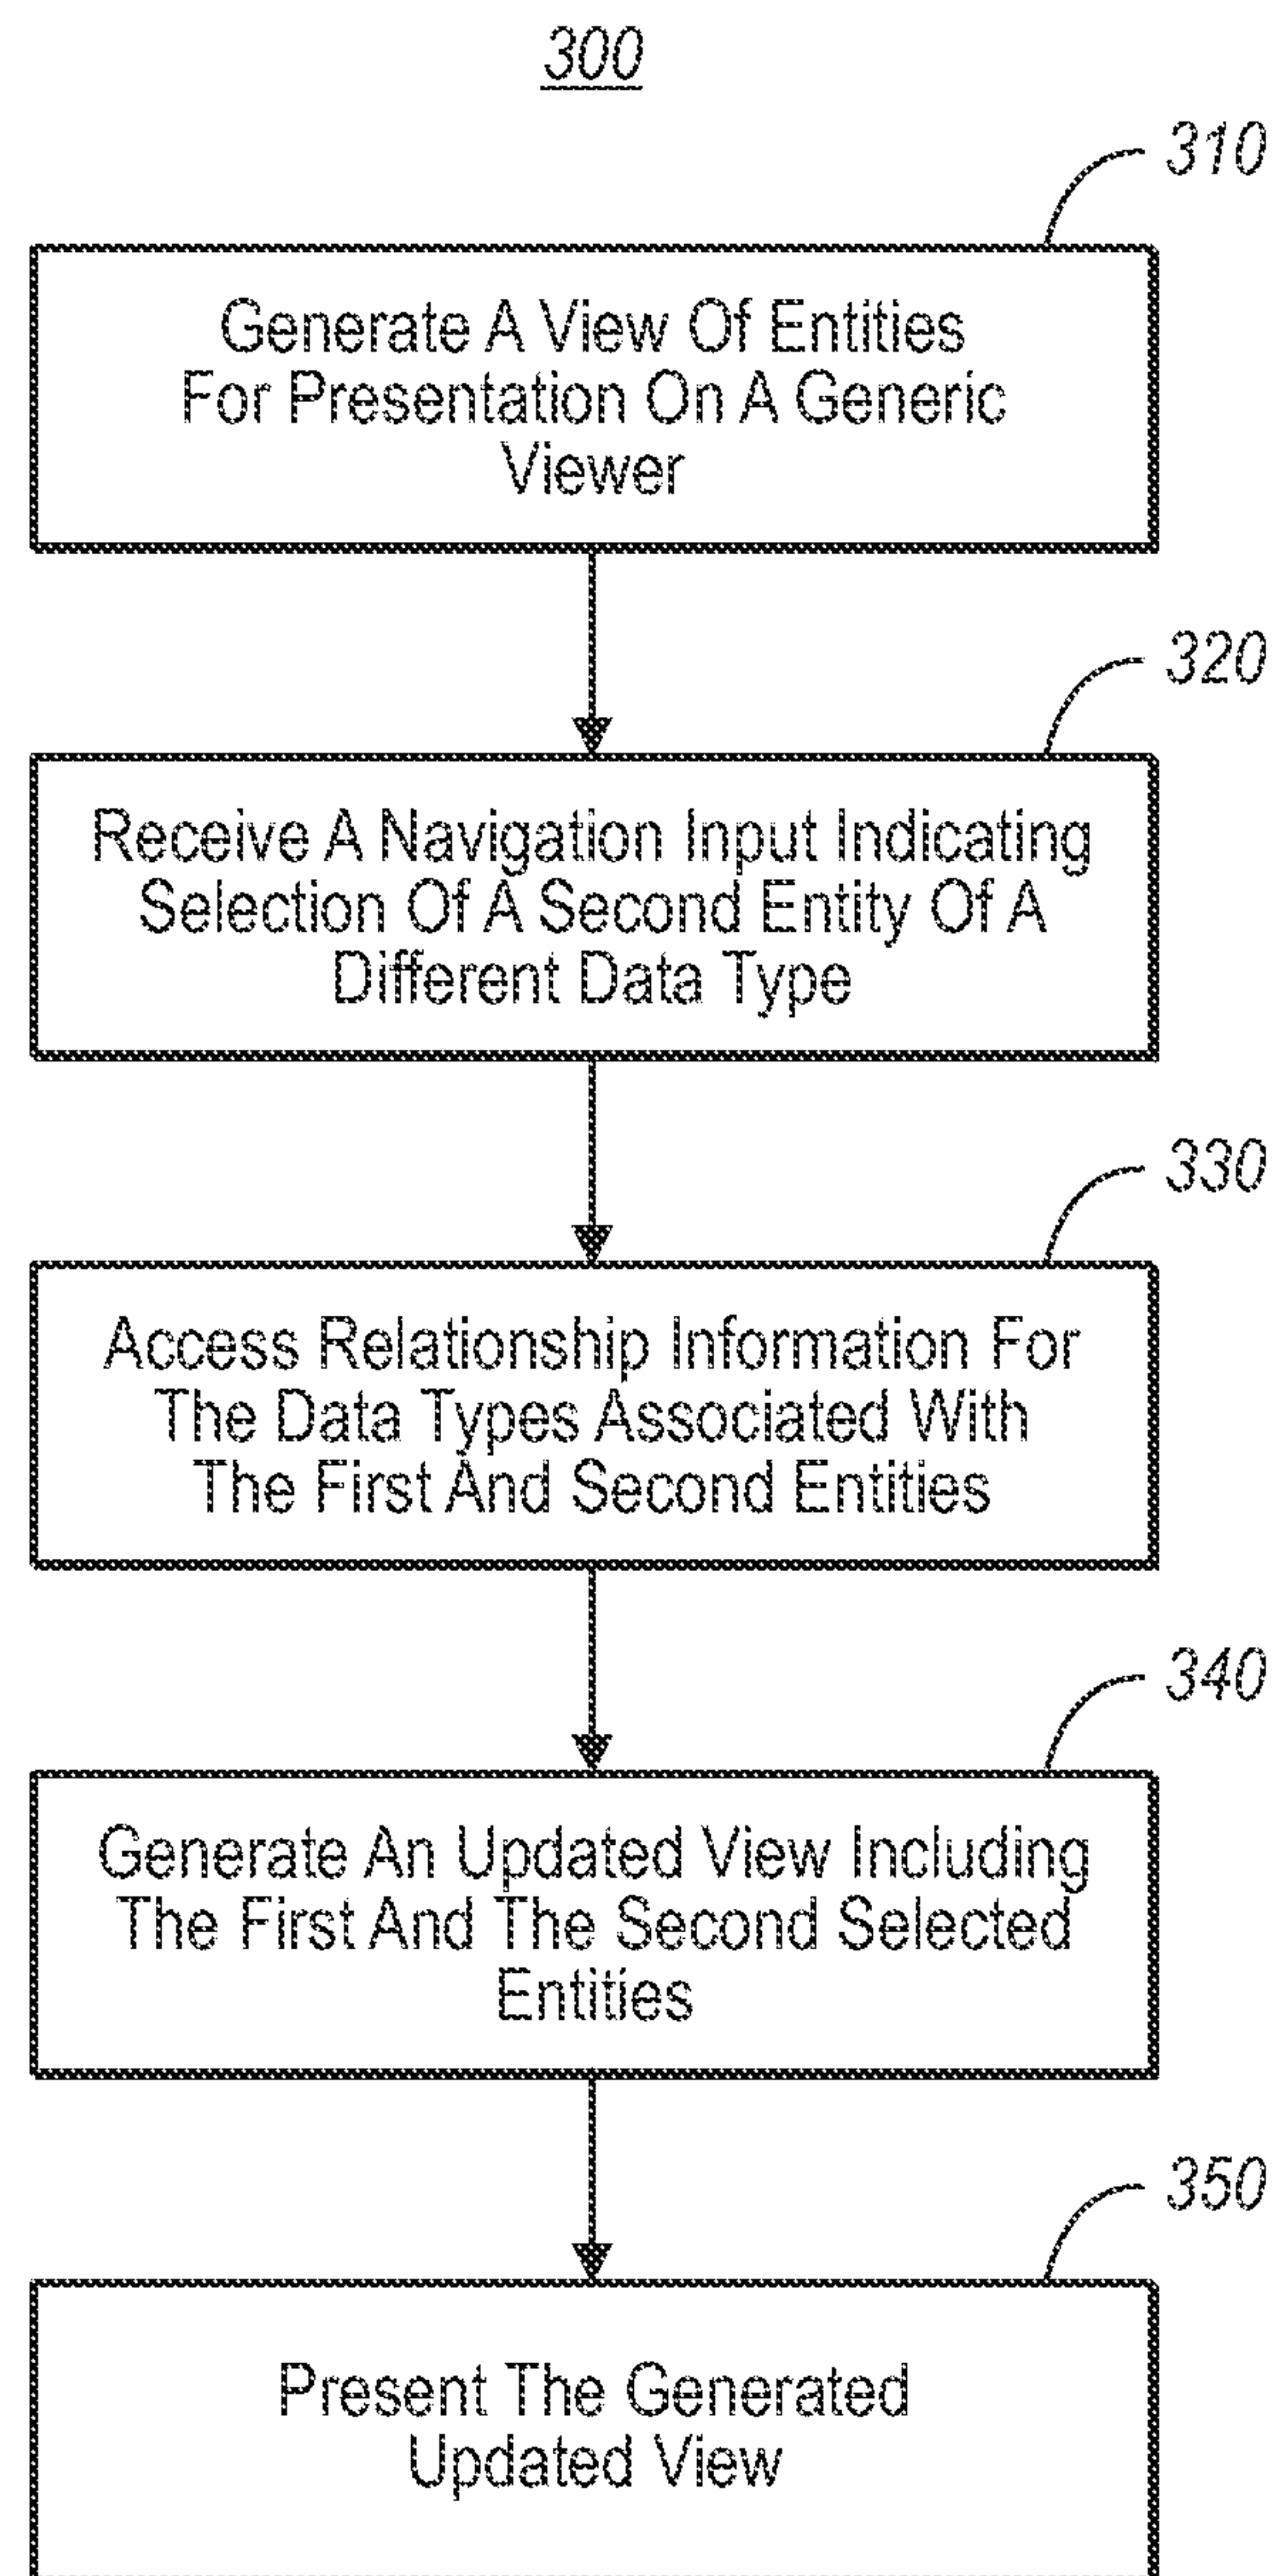 300
310
Generate A View Of Entities
For Presentation On A Generic
Viewer
320
Receive A Navigation Input Indicating
Selection Of A Second Entity Of A
Different Data Type
330
Access Relationship Information For
The Data Types Associated With
The First And Second Entities
340
Generate An Updated View Including
The First And The Second Selected
Entities
350
Present The Generated
Updated View